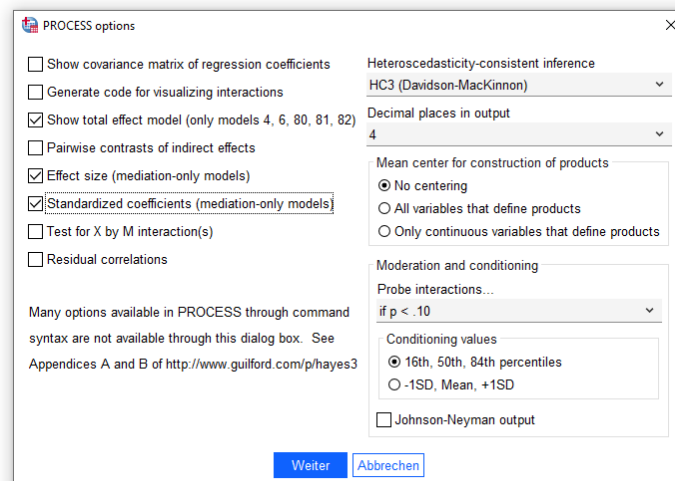 PROCESS options
Show covariance matrix of regression coefficients
Generate code for visualizing interactions
Show total effect model (only models 4, 6, 80, 81, 82)
Pairwise contrasts of indirect effects
Effect size (mediation-only models)
Standardized coefficients (mediation-only models)
Test for X by M interaction(s)
Residual correlations
Many options available in PROCESS through command
syntax are not available through this dialog box. See
Appendices A and B of http://www.guilford.com/p/hayes3
Heteroscedasticity-consistent inference
HC3 (Davidson-MacKinnon)
Decimal places in output
4
Mean center for construction of products
No centering
All variables that define products
Only continuous variables that define products
Moderation and conditioning
Probe interactions...
if p < .10
Conditioning values
16th, 50th, 84th percentiles
-1SD, Mean, +1SD
Johnson-Neyman output
Weiter
Abbrechen